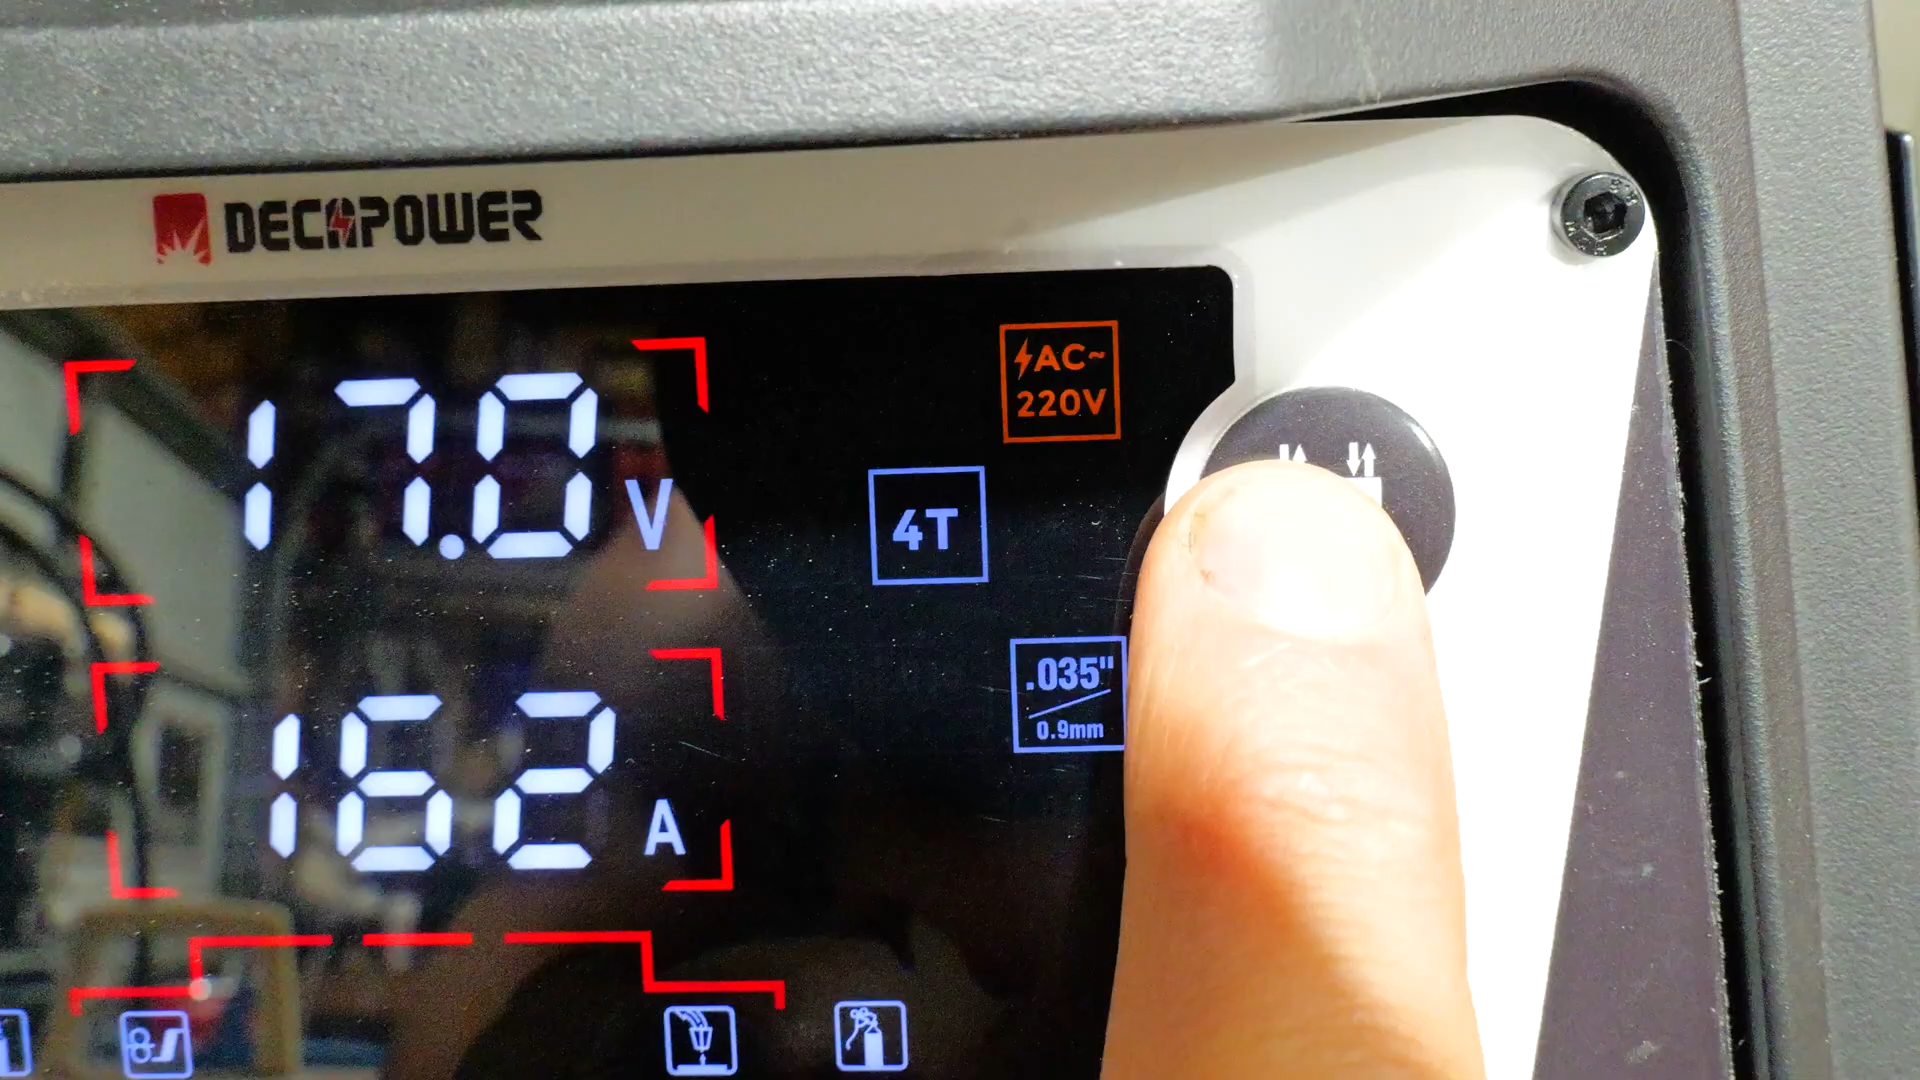 DECAPOWER
17.0 V
AC~
220V
4T
.035"
0.9mm
162 A